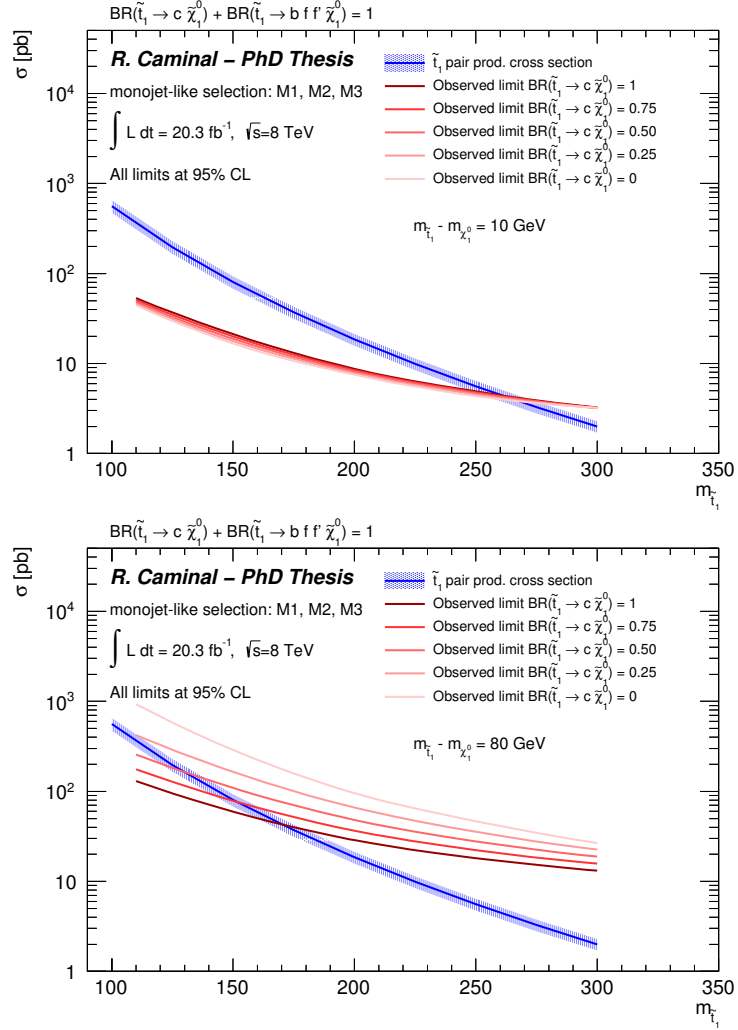 BR(t̃₁ → c χ̃₁⁰) + BR(t̃₁ → b f f' χ̃₁⁰) = 1
σ [pb]
R. Caminal – PhD Thesis
monojet-like selection: M1, M2, M3
∫ L dt = 20.3 fb⁻¹, √s=8 TeV
All limits at 95% CL
t̃₁ pair prod. cross section
Observed limit BR(t̃₁ → c χ̃₁⁰) = 1
Observed limit BR(t̃₁ → c χ̃₁⁰) = 0.75
Observed limit BR(t̃₁ → c χ̃₁⁰) = 0.50
Observed limit BR(t̃₁ → c χ̃₁⁰) = 0.25
Observed limit BR(t̃₁ → c χ̃₁⁰) = 0
m_t̃₁ - m_χ₁⁰ = 10 GeV
10⁴
10³
10²
10
1
100 150 200 250 300 350
m_t̃₁
BR(t̃₁ → c χ̃₁⁰) + BR(t̃₁ → b f f' χ̃₁⁰) = 1
σ [pb]
R. Caminal – PhD Thesis
monojet-like selection: M1, M2, M3
∫ L dt = 20.3 fb⁻¹, √s=8 TeV
All limits at 95% CL
t̃₁ pair prod. cross section
Observed limit BR(t̃₁ → c χ̃₁⁰) = 1
Observed limit BR(t̃₁ → c χ̃₁⁰) = 0.75
Observed limit BR(t̃₁ → c χ̃₁⁰) = 0.50
Observed limit BR(t̃₁ → c χ̃₁⁰) = 0.25
Observed limit BR(t̃₁ → c χ̃₁⁰) = 0
m_t̃₁ - m_χ₁⁰ = 80 GeV
10⁴
10³
10²
10
1
100 150 200 250 300 350
m_t̃₁